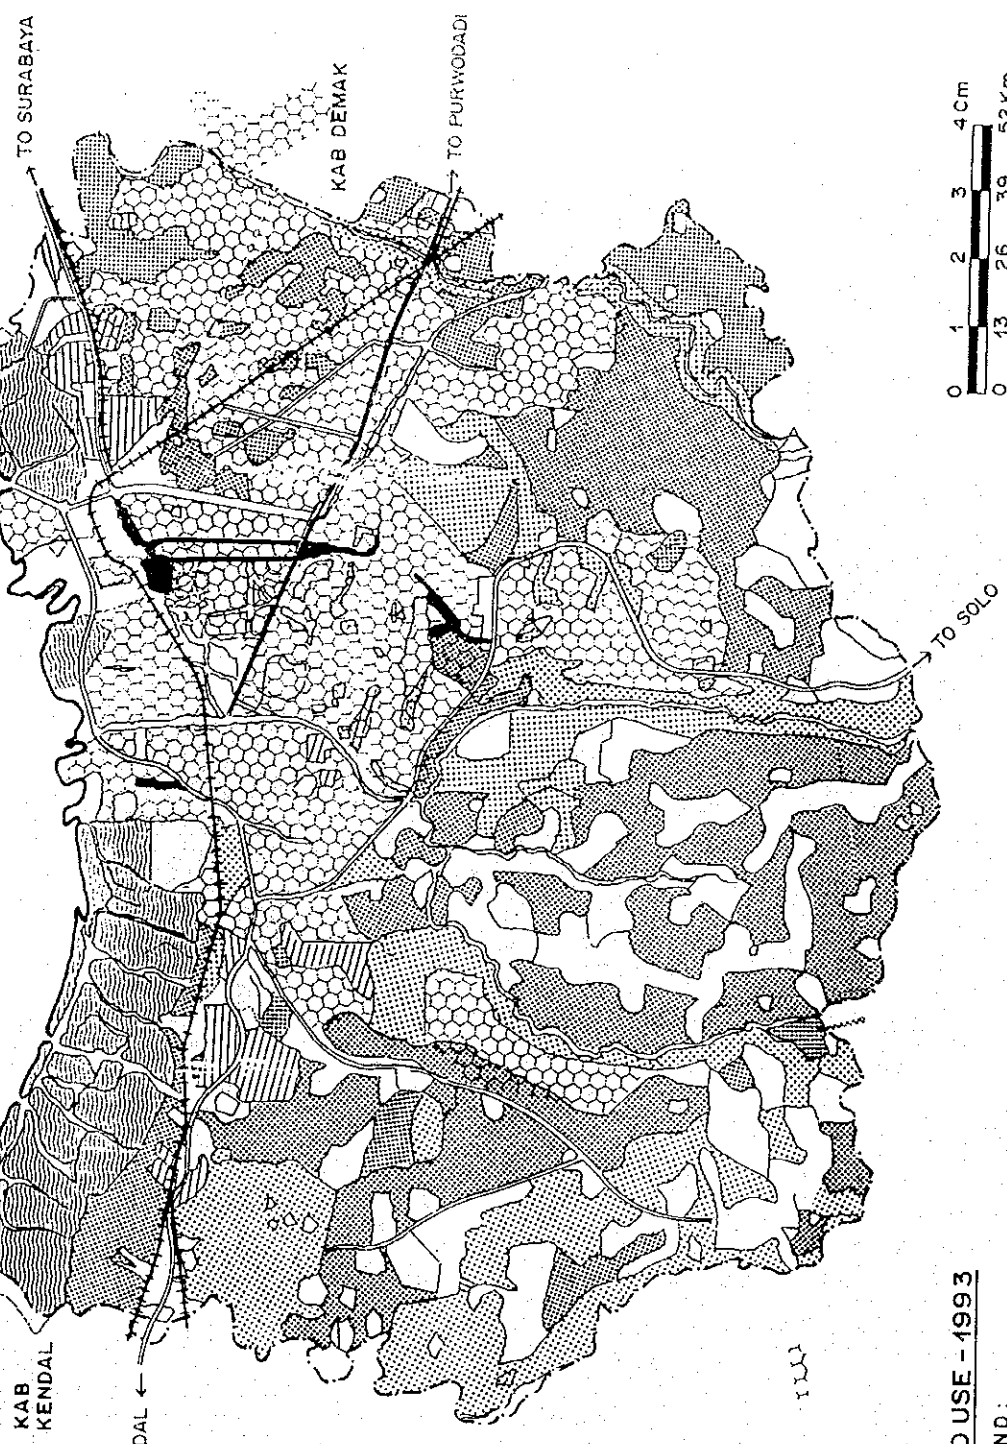 TO SURABAYA
KAB DEMAK
TO PURWODADI
KAB
KENDAL
DAL
TO SOLO
0 1 2 3 4 Cm
0 13 26 39 52 Km
D USE - 1993
ND :